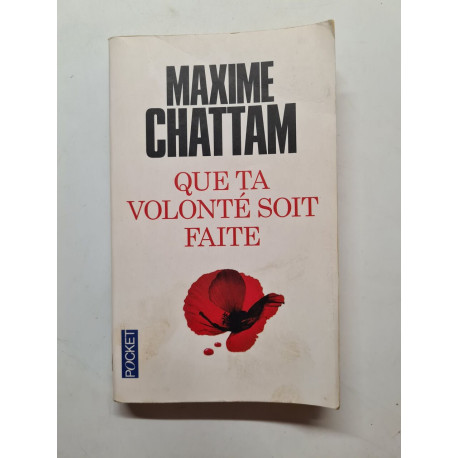 MAXIME
CHATTAM
QUE TA
VOLONTÉ SOIT
FAITE
POCKET